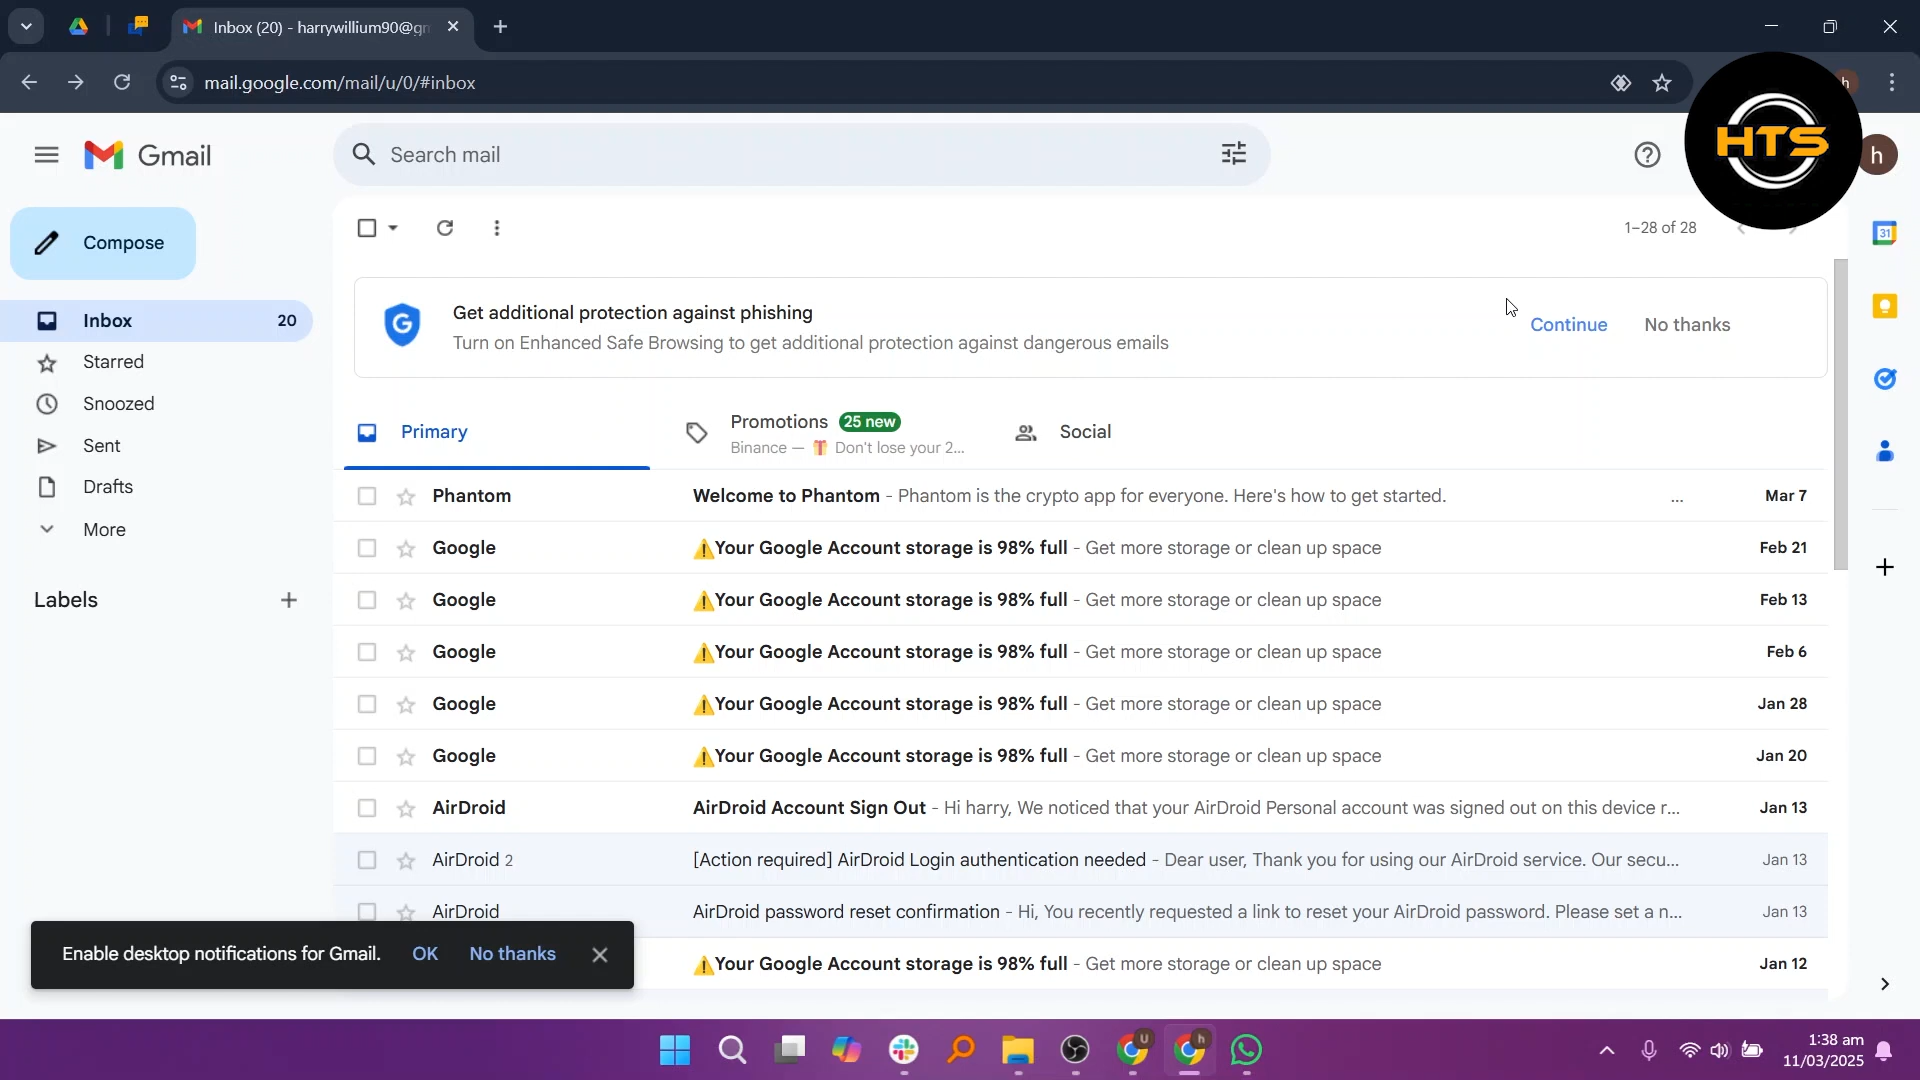 Inbox (20) - harrywillium90@gr
mail.google.com/mail/u/0/#inbox
h
HTS
Gmail
Search mail
h
Compose
1–28 of 28
31
Inbox 20
Starred
Snoozed
Sent
Drafts
More
Labels
G
Get additional protection against phishing
Turn on Enhanced Safe Browsing to get additional protection against dangerous emails
Continue No thanks
Primary
Promotions 25 new
Binance — 🎁 Don't lose your 2...
Social
Phantom Welcome to Phantom - Phantom is the crypto app for everyone. Here's how to get started. ... Mar 7
Google ⚠️Your Google Account storage is 98% full - Get more storage or clean up space Feb 21
Google ⚠️Your Google Account storage is 98% full - Get more storage or clean up space Feb 13
Google ⚠️Your Google Account storage is 98% full - Get more storage or clean up space Feb 6
Google ⚠️Your Google Account storage is 98% full - Get more storage or clean up space Jan 28
Google ⚠️Your Google Account storage is 98% full - Get more storage or clean up space Jan 20
AirDroid AirDroid Account Sign Out - Hi harry, We noticed that your AirDroid Personal account was signed out on this device r... Jan 13
AirDroid 2 [Action required] AirDroid Login authentication needed - Dear user, Thank you for using our AirDroid service. Our secu... Jan 13
AirDroid AirDroid password reset confirmation - Hi, You recently requested a link to reset your AirDroid password. Please set a n... Jan 13
⚠️Your Google Account storage is 98% full - Get more storage or clean up space Jan 12
Enable desktop notifications for Gmail. OK No thanks
U
h
1:38 am
11/03/2025